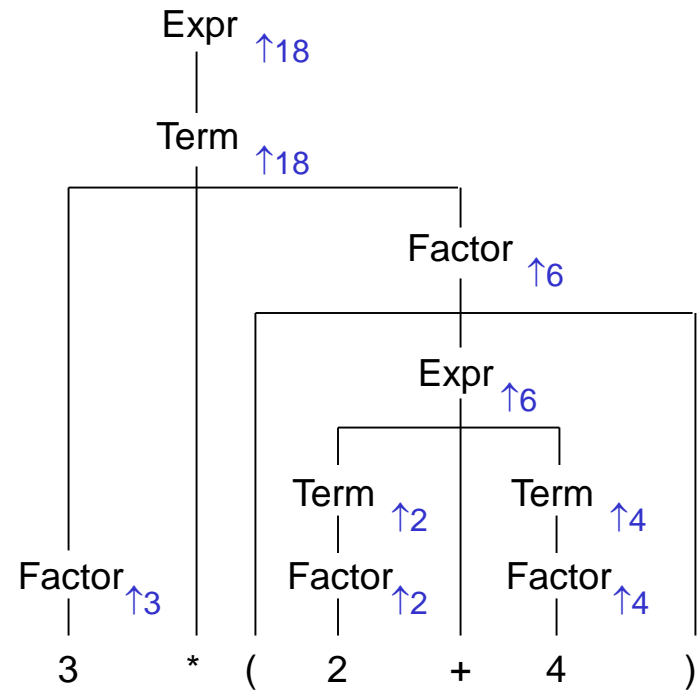 Expr ↑18
Term ↑18
Factor ↑6
Expr ↑6
Term ↑2 Term ↑4
Factor ↑3 Factor ↑2 Factor ↑4
3 * ( 2 + 4 )